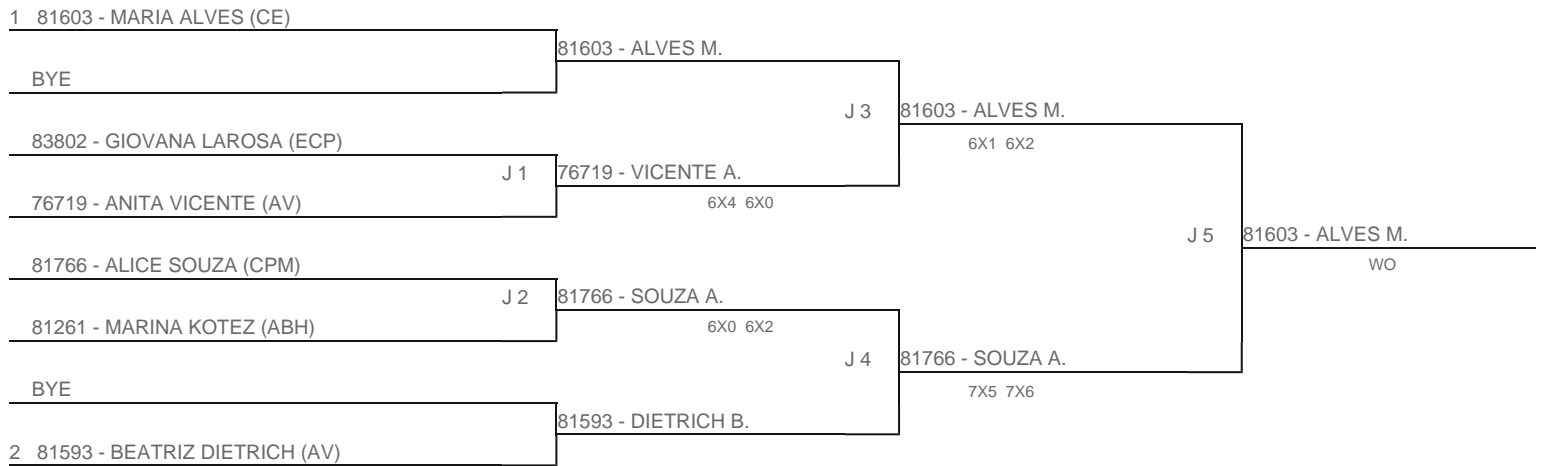 1 81603 - MARIA ALVES (CE)
81603 - ALVES M.
BYE
J 3
81603 - ALVES M.
83802 - GIOVANA LAROSA (ECP)
6X1 6X2
J 1
76719 - VICENTE A.
76719 - ANITA VICENTE (AV)
6X4 6X0
J 5
81603 - ALVES M.
81766 - ALICE SOUZA (CPM)
WO
J 2
81766 - SOUZA A.
81261 - MARINA KOTEZ (ABH)
6X0 6X2
J 4
81766 - SOUZA A.
BYE
7X5 7X6
81593 - DIETRICH B.
2 81593 - BEATRIZ DIETRICH (AV)